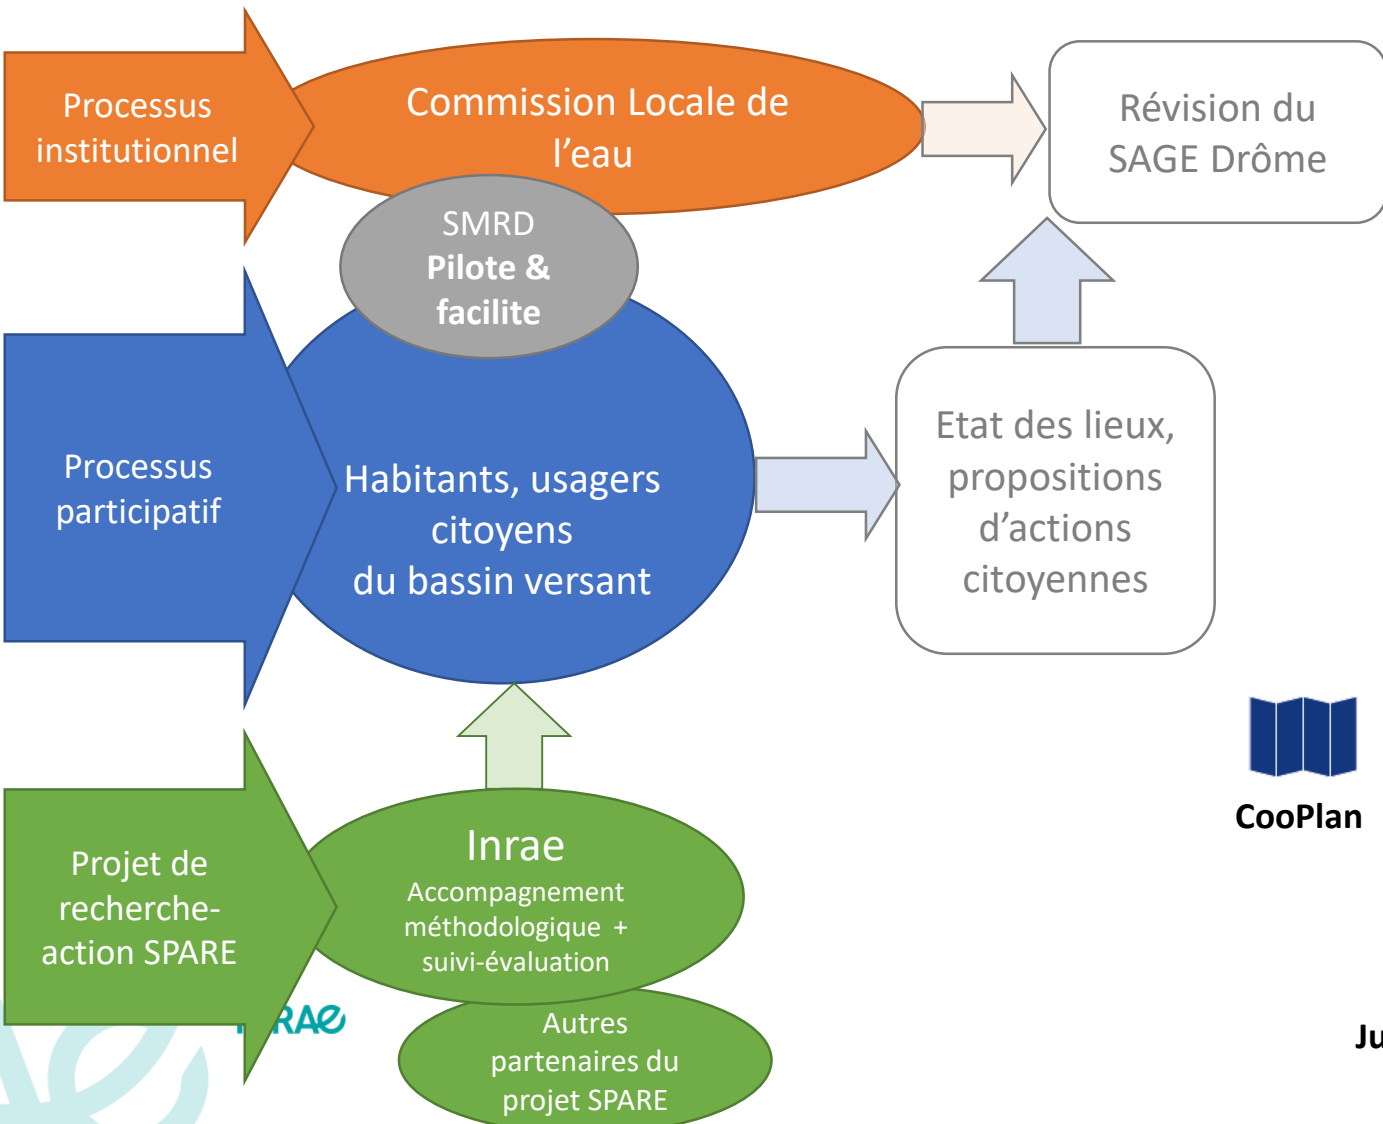 Processus
institutionnel
Commission Locale de
l’eau
Révision du
SAGE Drôme
SMRD
Pilote &
facilite
Processus
participatif
Habitants, usagers
citoyens
du bassin versant
Etat des lieux,
propositions
d’actions
citoyennes
CooPlan
Projet de
recherche-
action SPARE
Inrae
Accompagnement
méthodologique +
suivi-évaluation
Autres
partenaires du
projet SPARE
Ju